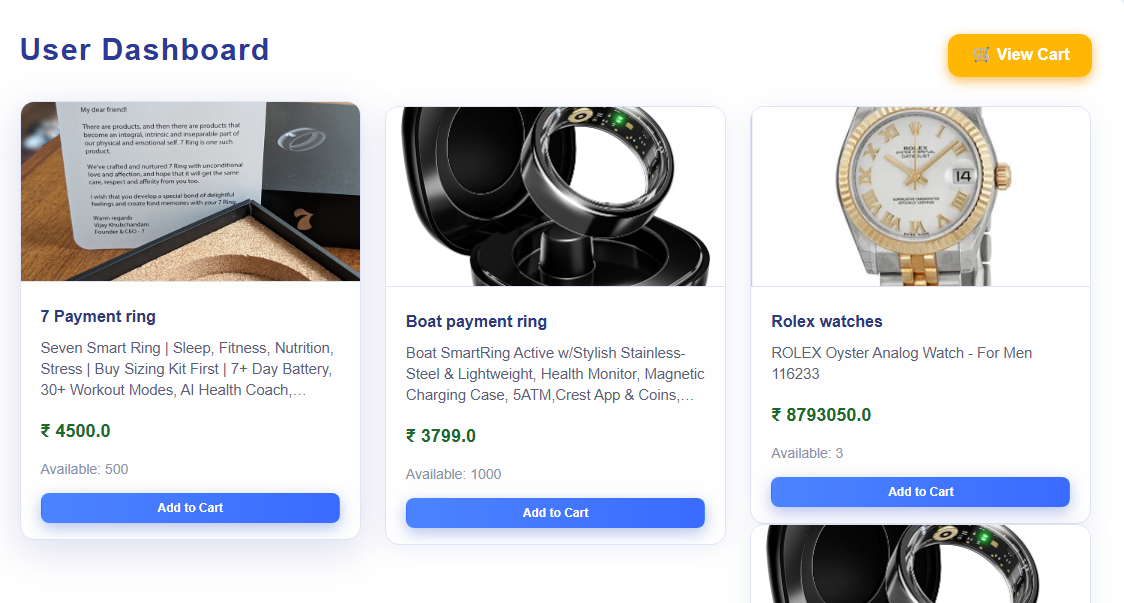 User Dashboard
🛒 View Cart
My dear friend!
There are products, and then there are products that
become an integral, intrinsic and inseparable part of
our physical and emotional self. 7 Ring is one such
product.
We've crafted and nurtured 7 Ring with unconditional
love and affection, and hope that it will get the same
care, respect and affinity from you too.
I wish that you develop a special bond of delightful
feelings and create fond memories with your 7 Ring.
Warm regards
Vijay Khubchandani
Founder & CEO - 7
7
7 Payment ring
Seven Smart Ring | Sleep, Fitness, Nutrition,
Stress | Buy Sizing Kit First | 7+ Day Battery,
30+ Workout Modes, AI Health Coach,…
₹ 4500.0
Available: 500
Add to Cart
Boat payment ring
Boat SmartRing Active w/Stylish Stainless-
Steel & Lightweight, Health Monitor, Magnetic
Charging Case, 5ATM,Crest App & Coins,…
₹ 3799.0
Available: 1000
Add to Cart
ROLEX
OYSTER PERPETUAL
DATEJUST
14
SUPERLATIVE CHRONOMETER
OFFICIALLY CERTIFIED
Rolex watches
ROLEX Oyster Analog Watch - For Men
116233
₹ 8793050.0
Available: 3
Add to Cart